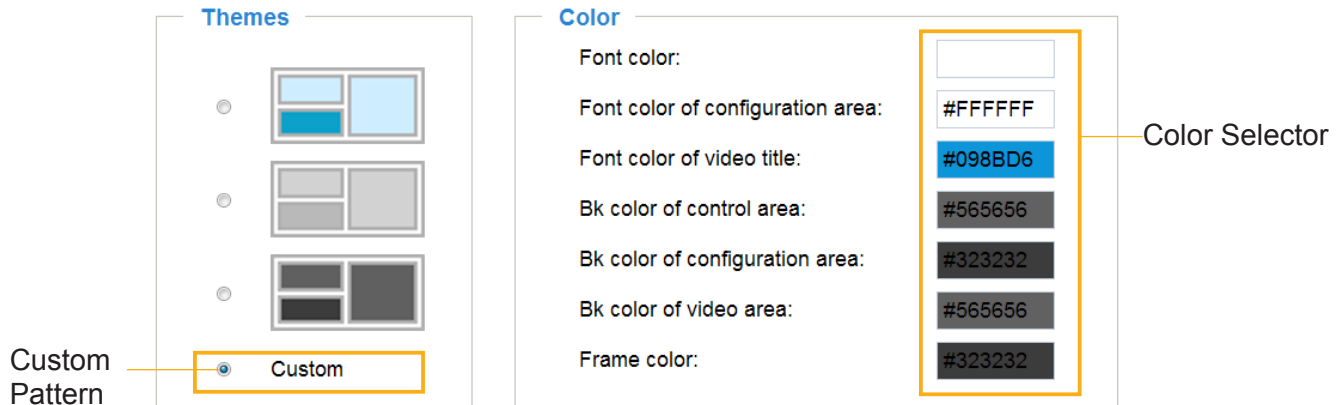 Themes
Custom
Custom
Pattern
Color
Font color:
Font color of configuration area: #FFFFFF
Font color of video title: #098BD6
Bk color of control area: #565656
Bk color of configuration area: #323232
Bk color of video area: #565656
Frame color: #323232
Color Selector